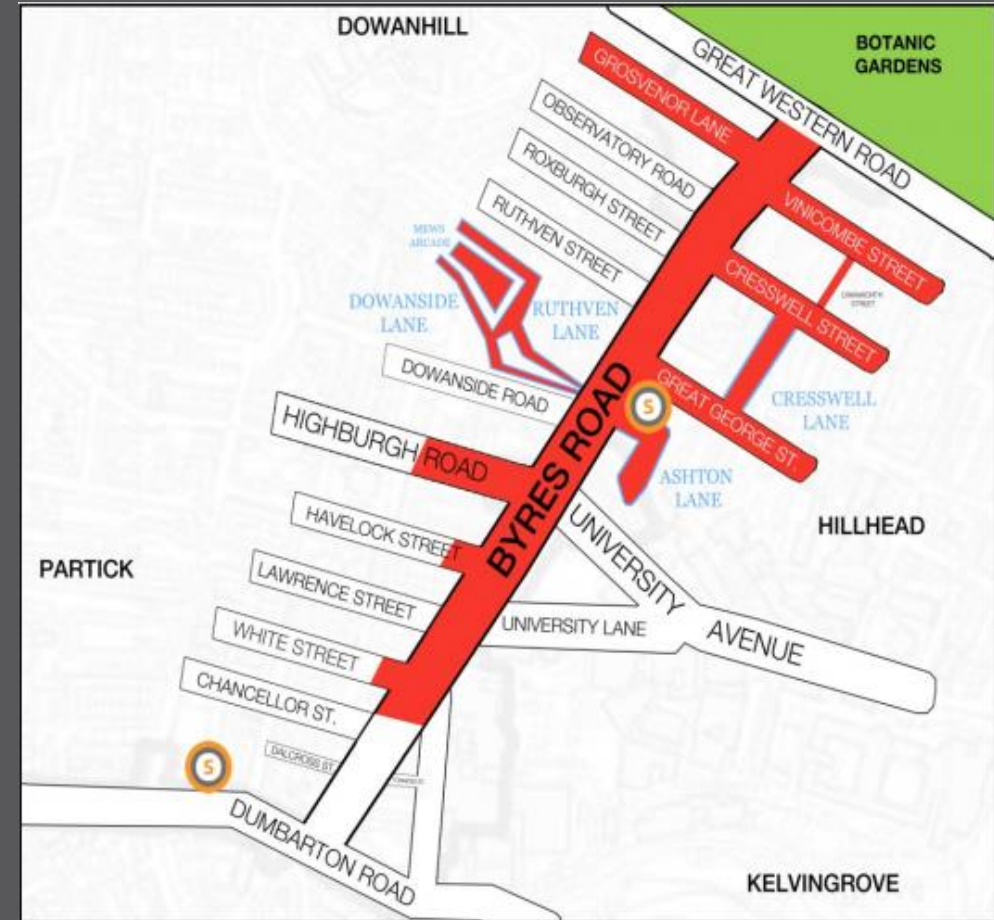 DOWANHILL
BOTANIC
GARDENS
GREAT WESTERN ROAD
GROSVENOR LANE
OBSERVATORY ROAD
ROXBURGH STREET
RUTHVEN STREET
VINICOMBE STREET
CRESSWELL STREET
MEWS
ARCADE
DOWANSIDE
LANE
RUTHVEN
LANE
DOWANSIDE ROAD
S
GREAT GEORGE ST.
CRESSWELL
LANE
HIGHBURGH ROAD
BYRES ROAD
ASHTON
LANE
HAVELOCK STREET
UNIVERSITY AVENUE
HILLHEAD
PARTICK
LAWRENCE STREET
UNIVERSITY LANE
WHITE STREET
CHANCELLOR ST.
DALCROSS ST.
S
DUMBARTON ROAD
KELVINGROVE